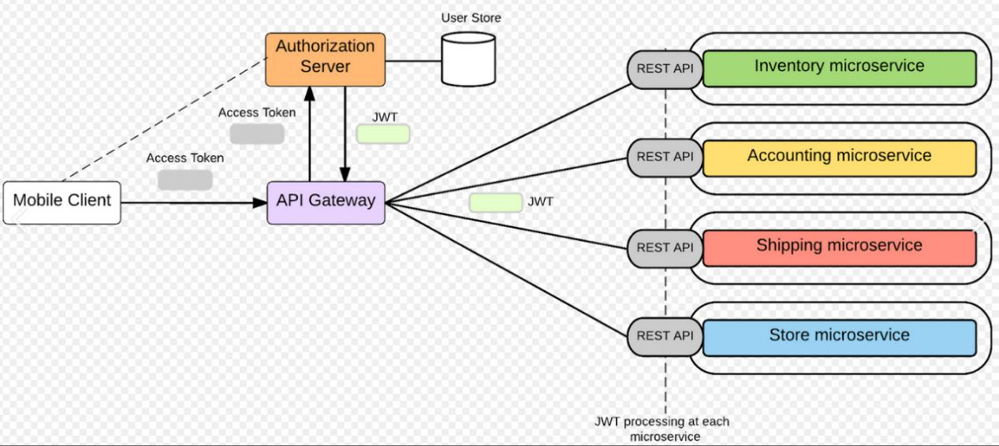 User Store
Authorization
Server
REST API
Inventory microservice
Access Token
JWT
Access Token
REST API
Accounting microservice
Mobile Client
API Gateway
JWT
REST API
Shipping microservice
REST API
Store microservice
JWT processing at each
microservice